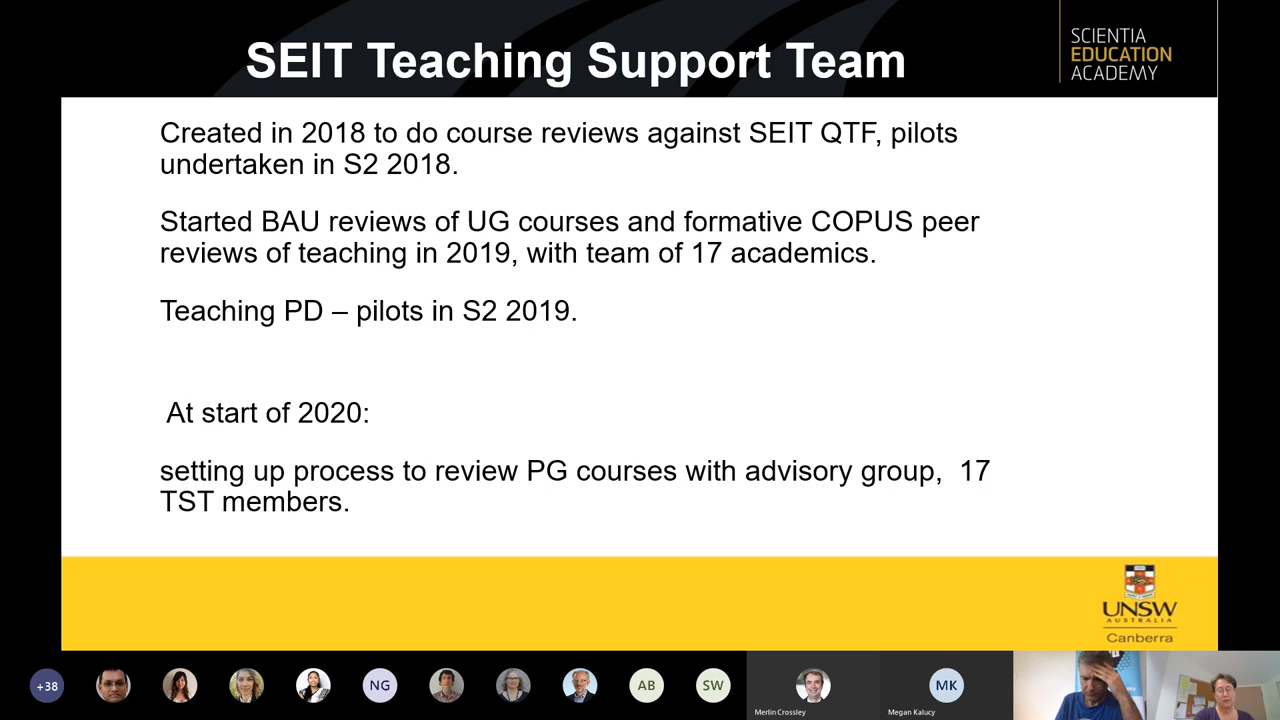 SEIT Teaching Support Team
SCIENTIA
EDUCATION
ACADEMY
Created in 2018 to do course reviews against SEIT QTF, pilots
undertaken in S2 2018.
Started BAU reviews of UG courses and formative COPUS peer
reviews of teaching in 2019, with team of 17 academics.
Teaching PD – pilots in S2 2019.
At start of 2020:
setting up process to review PG courses with advisory group, 17
TST members.
UNSW
AUSTRALIA
Canberra
+38
NG
AB
SW
MK
Merlin Crossley
Megan Kalucy